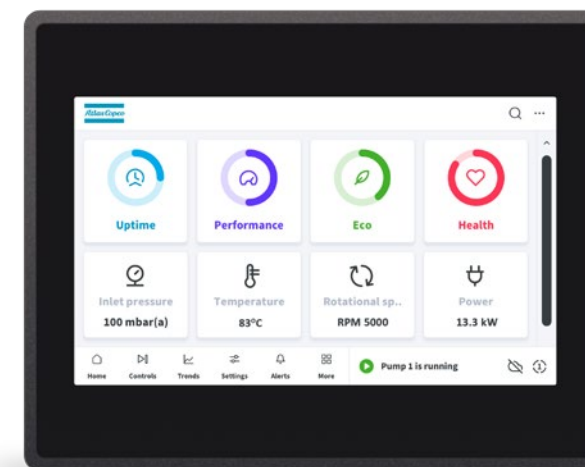 Atlas Copco
Uptime
Performance
Eco
Health
Inlet pressure
100 mbar(a)
Temperature
83°C
Rotational sp..
RPM 5000
Power
13.3 kW
Home
Controls
Trends
Settings
Alerts
More
Pump 1 is running
1